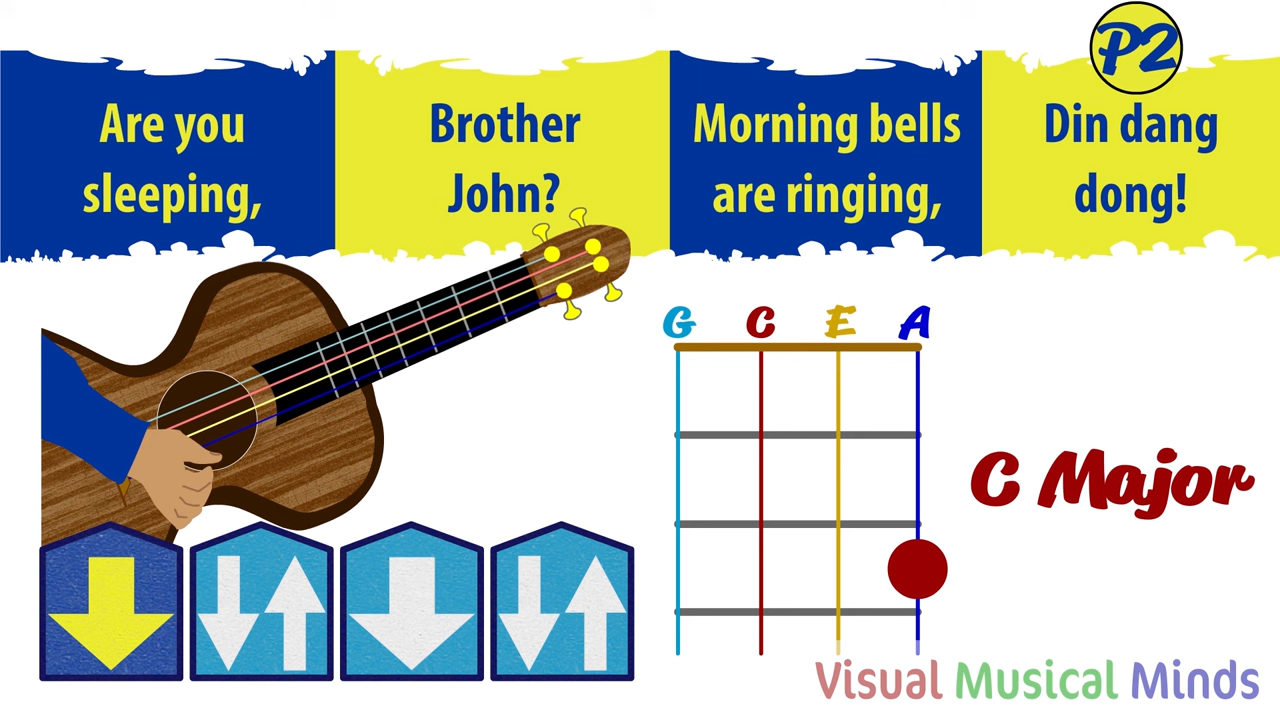 P2
Are you
sleeping,
Brother
John?
Morning bells
are ringing,
Din dang
dong!
G C E A
C Major
Visual Musical Minds